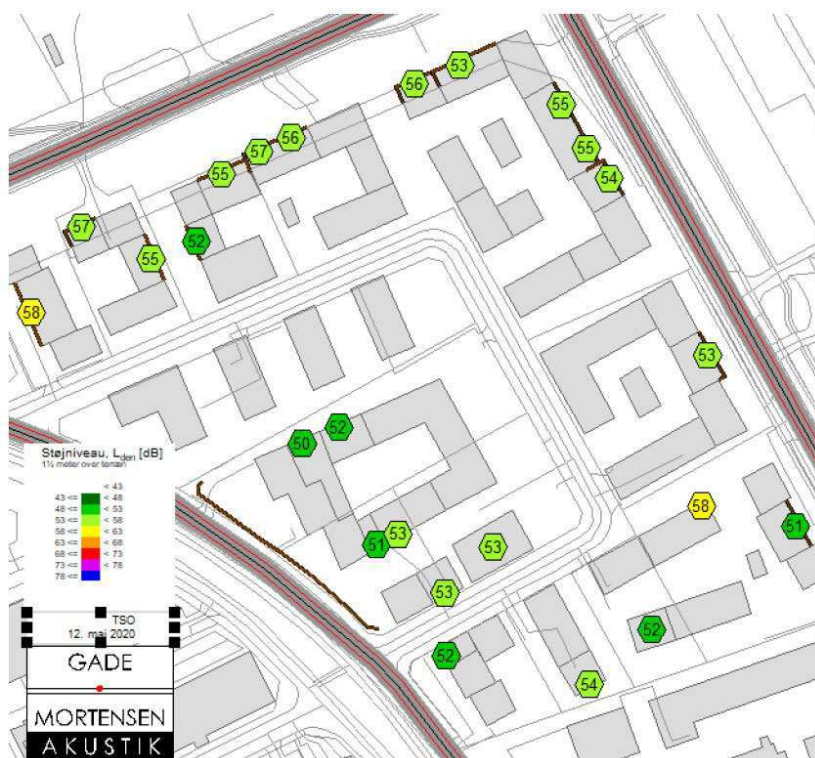 53
56
55
56
57
55
55
54
57
52
55
58
53
52
50
Støjniveau, Lden [dB]
1½ meter over terræn
< 43
43 <= < 48
48 <= < 53
53 <= < 58
58 <= < 63
63 <= < 68
68 <= < 73
73 <= < 78
78 <=
58
51
53
51
53
53
TSO
12. maj 2020
52
52
54
GADE
MORTENSEN
AKUSTIK